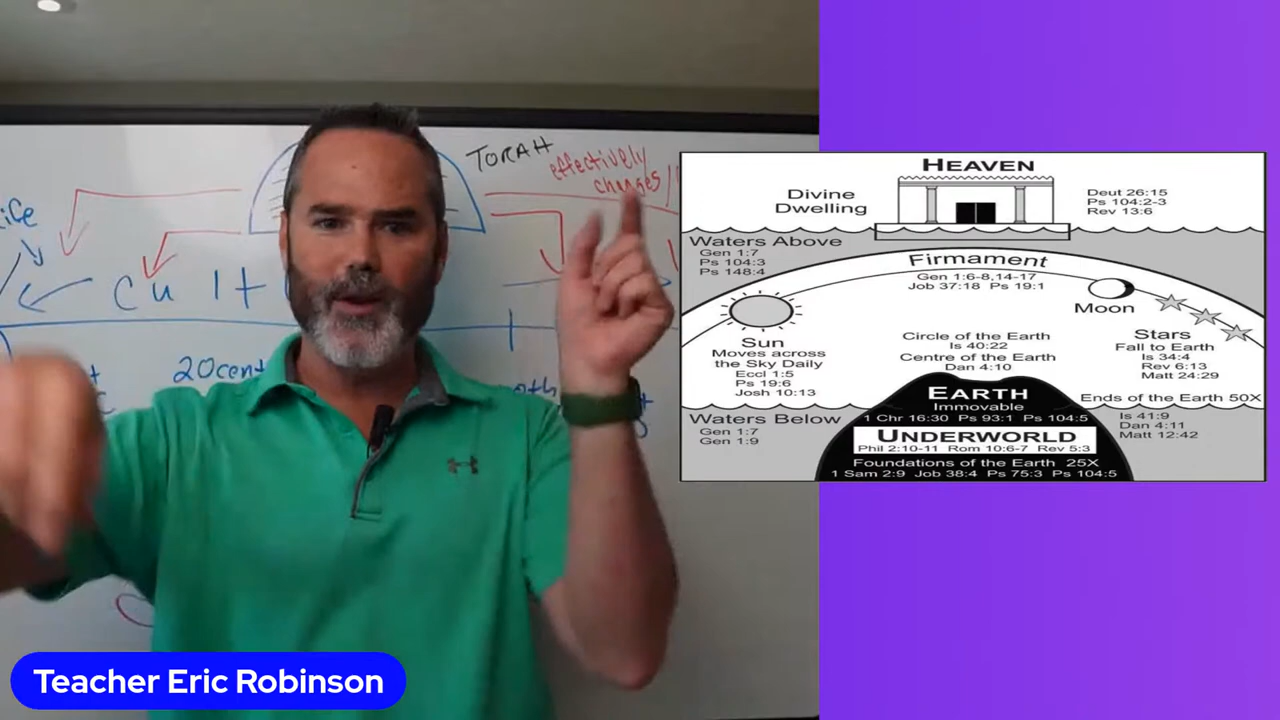 TORAH
effectively
changes/
cult
20cent
HEAVEN
Divine
Dwelling
Deut 26:15
Ps 104:2-3
Rev 13:6
Waters Above
Gen 1:7
Ps 104:3
Ps 148:4
Firmament
Gen 1:6-8,14-17
Job 37:18 Ps 19:1
Moon
Sun
Moves across
the Sky Daily
Eccl 1:5
Ps 19:6
Josh 10:13
Circle of the Earth
Is 40:22
Centre of the Earth
Dan 4:10
Stars
Fall to Earth
Is 34:4
Rev 6:13
Matt 24:29
EARTH
Immovable
1 Chr 16:30 Ps 93:1 Ps 104:5
Ends of the Earth 50X
Is 41:9
Dan 4:11
Matt 12:42
Waters Below
Gen 1:7
Gen 1:9
UNDERWORLD
Phil 2:10-11 Rom 10:6-7 Rev 5:3
Foundations of the Earth 25X
1 Sam 2:9 Job 38:4 Ps 75:3 Ps 104:5
Teacher Eric Robinson